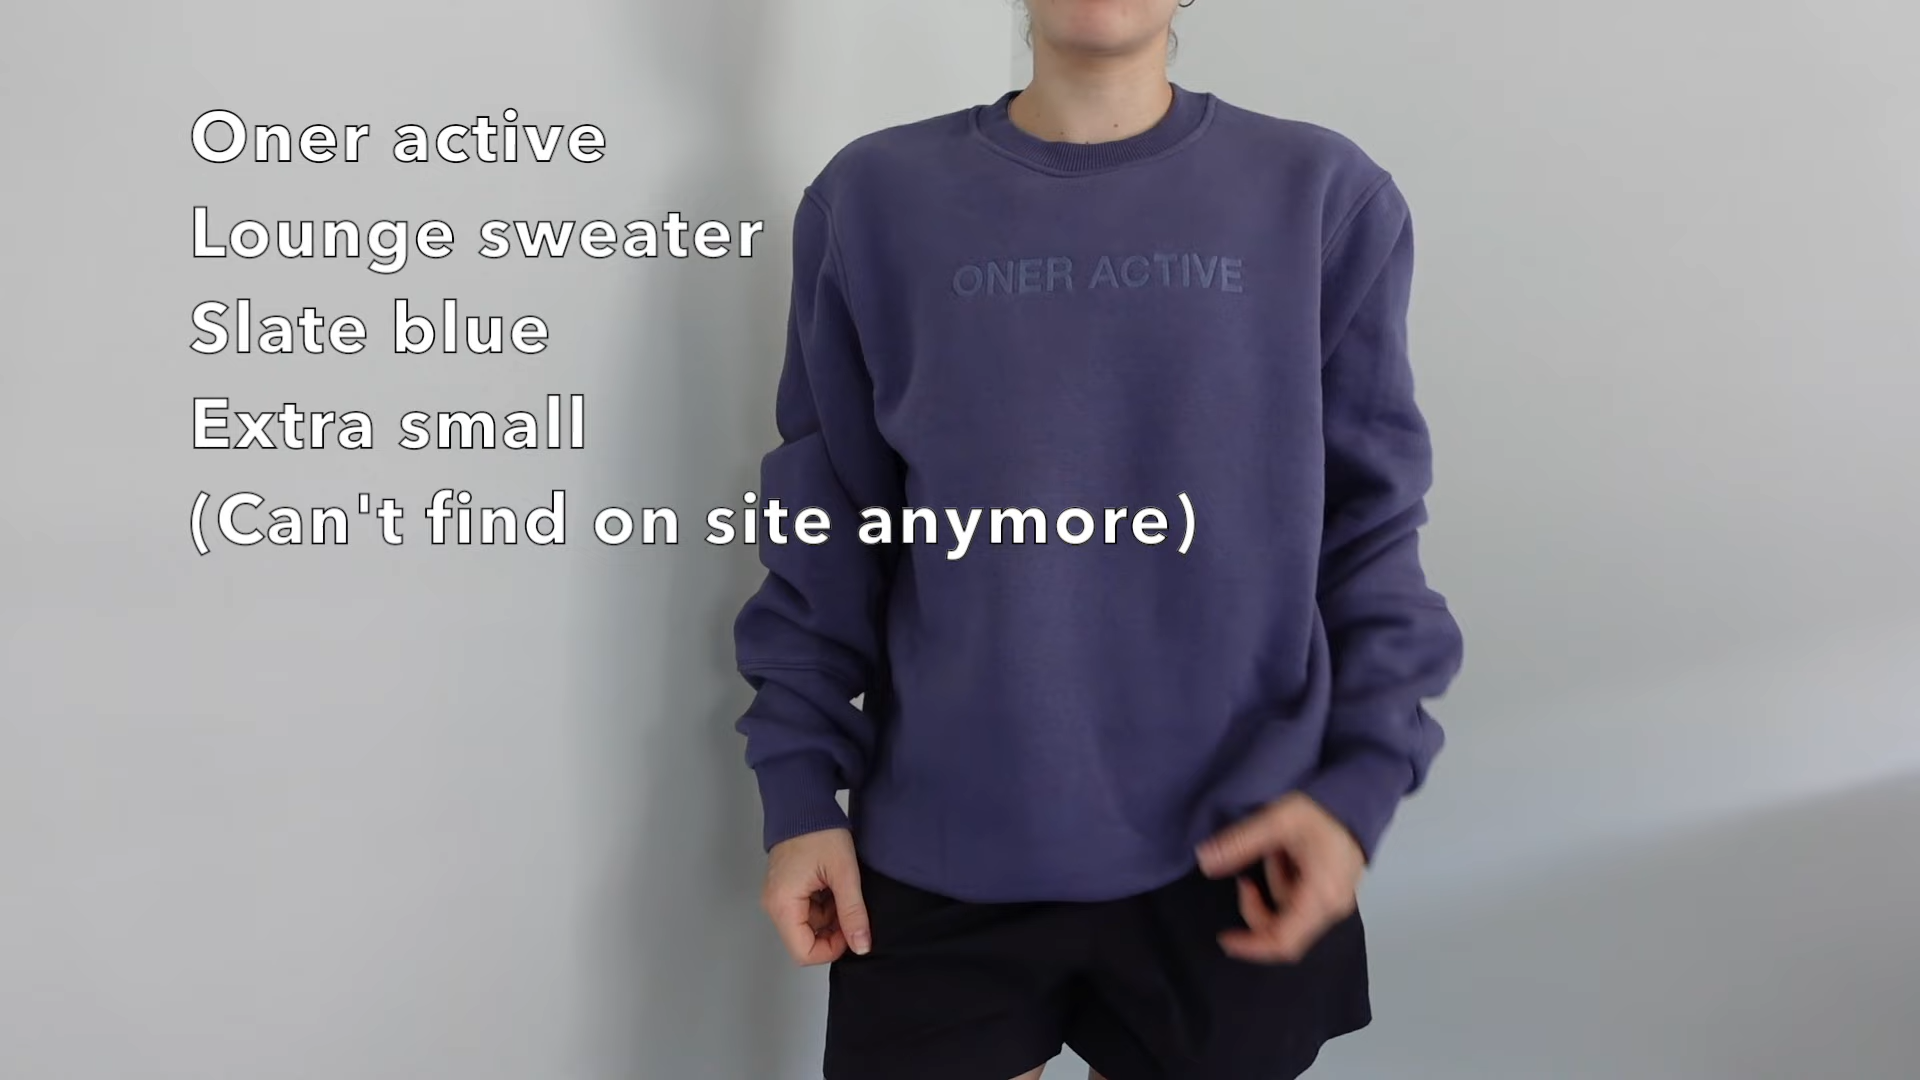 Oner active
Lounge sweater
Slate blue
Extra small
(Can't find on site anymore)
ONER ACTIVE